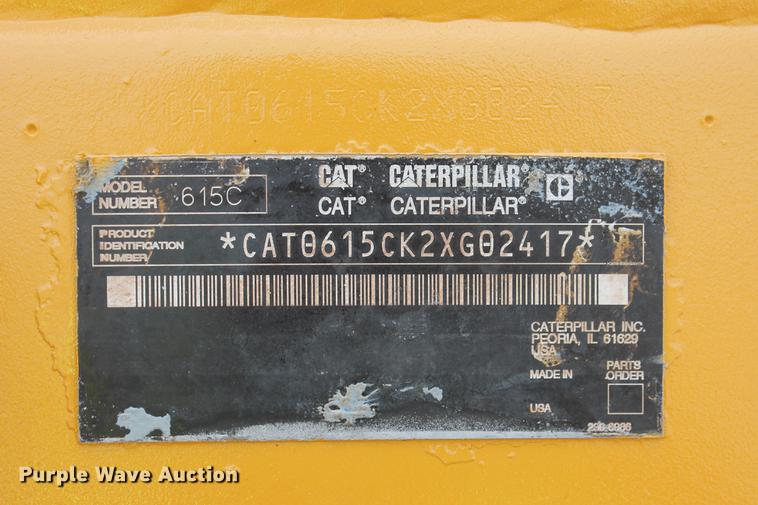 CAT0615CK2XG02417
MODEL NUMBER 615C
CAT® CATERPILLAR® C
CAT® CATERPILLAR®
PRODUCT
IDENTIFICATION
NUMBER
*CAT0615CK2XG02417*
CATERPILLAR INC.
PEORIA, IL 61629
USA
MADE IN
PARTS
ORDER
USA
Purple Wave Auction